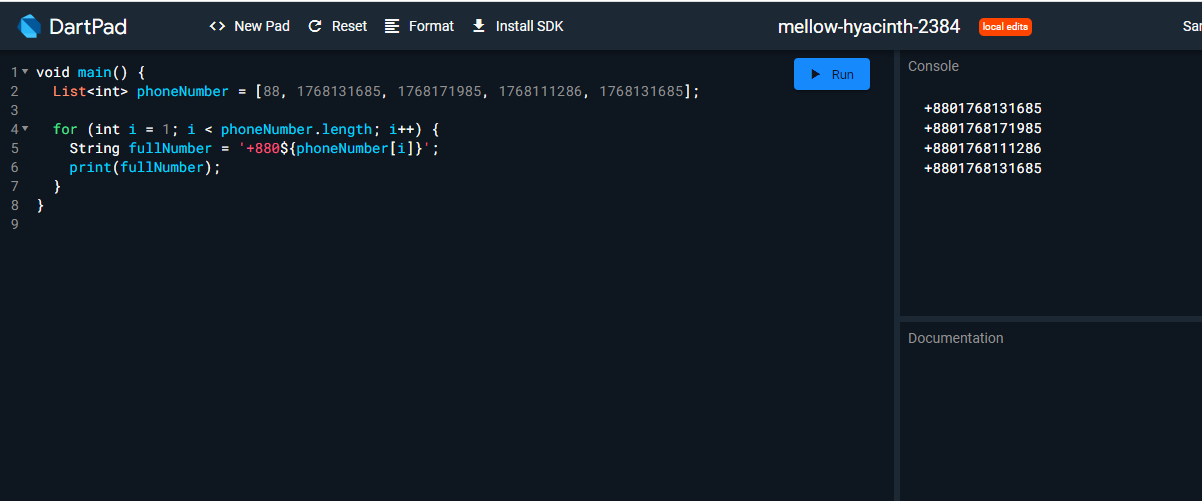 DartPad <> New Pad Reset Format Install SDK mellow-hyacinth-2384 local edits
Run
Console
1 void main() {
2 List<int> phoneNumber = [88, 1768131685, 1768171985, 1768111286, 1768131685];
3
4 for (int i = 1; i < phoneNumber.length; i++) {
5 String fullNumber = '+880${phoneNumber[i]}';
6 print(fullNumber);
7 }
8 }
9
+8801768131685
+8801768171985
+8801768111286
+8801768131685
Documentation